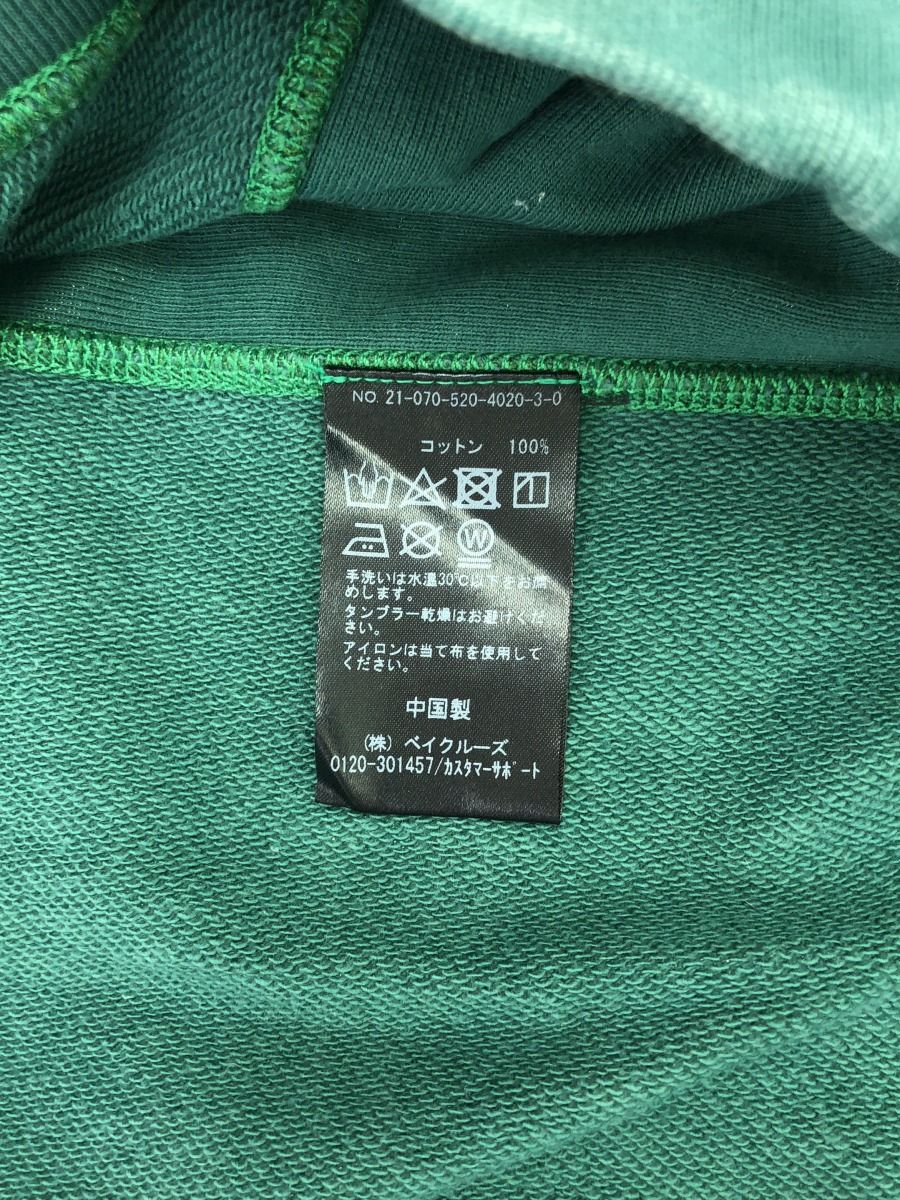 NO. 21-070-520-4020-3-0
コットン 100%
W
手洗いは水温30℃以下をお薦
めします。
タンブラー乾燥はお避けくだ
さい。
アイロンは当て布を使用して
ください。
中国製
(株) ベイクルーズ
0120-301457/カスタマーサポート